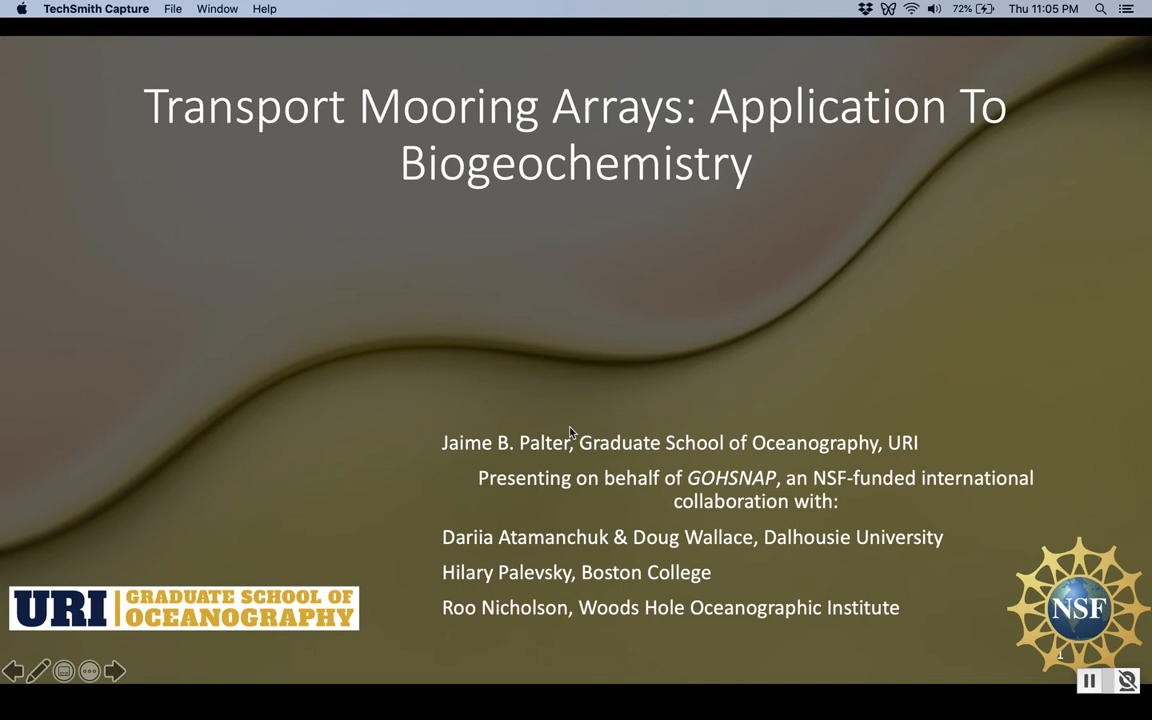 TechSmith Capture File Window Help 72% Thu 11:05 PM
Transport Mooring Arrays: Application To
Biogeochemistry
Jaime B. Palter, Graduate School of Oceanography, URI
Presenting on behalf of GOHSNAP, an NSF-funded international
collaboration with:
Dariia Atamanchuk & Doug Wallace, Dalhousie University
Hilary Palevsky, Boston College
Roo Nicholson, Woods Hole Oceanographic Institute
URI GRADUATE SCHOOL OF
OCEANOGRAPHY
NSF
1